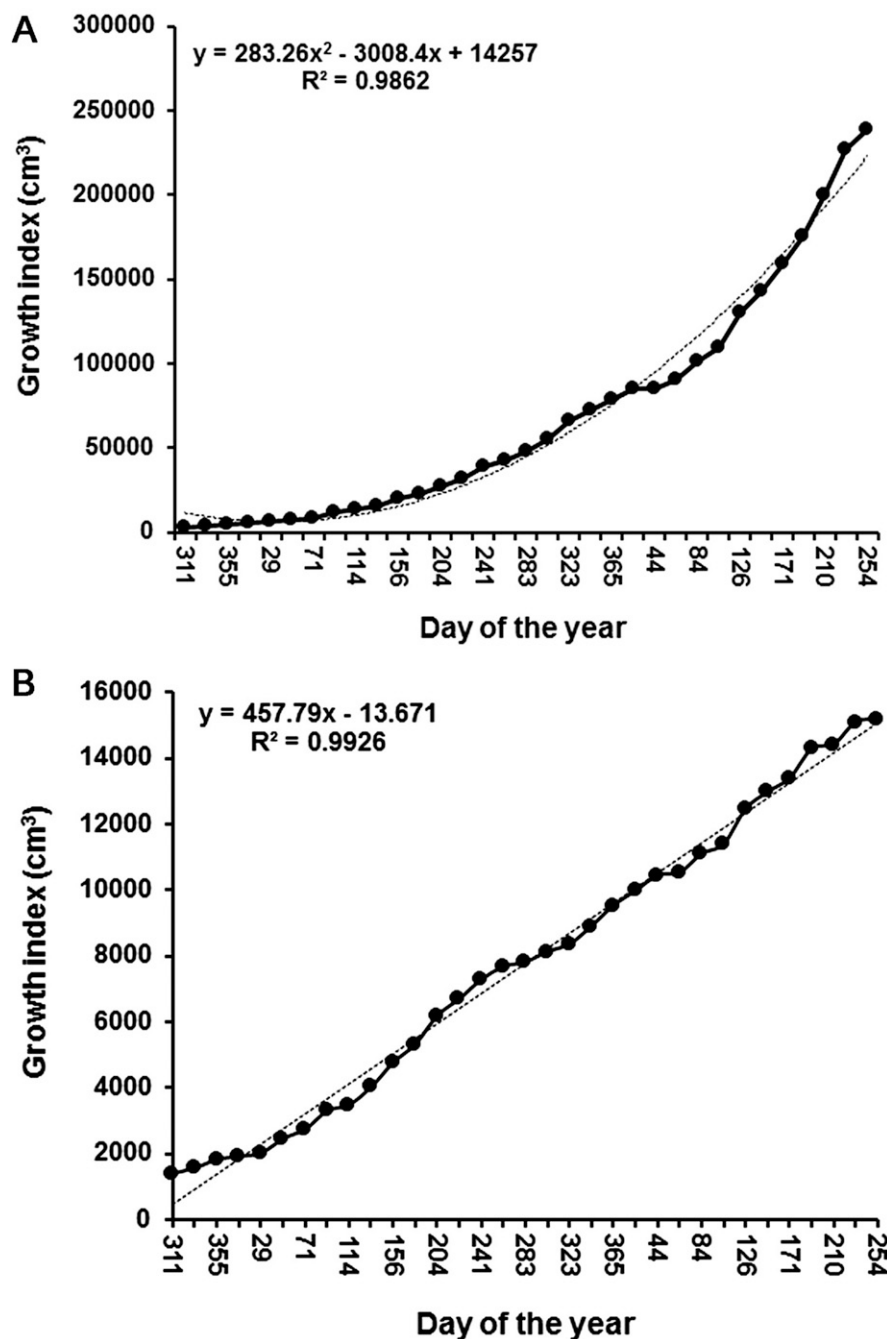 A
y = 283.26x² - 3008.4x + 14257
R² = 0.9862
300000
250000
200000
150000
100000
50000
0
Growth index (cm³)
311 355 29 71 114 156 204 241 283 323 365 44 84 126 171 210 254
Day of the year
B
y = 457.79x - 13.671
R² = 0.9926
16000
14000
12000
10000
8000
6000
4000
2000
0
Growth index (cm³)
311 355 29 71 114 156 204 241 283 323 365 44 84 126 171 210 254
Day of the year